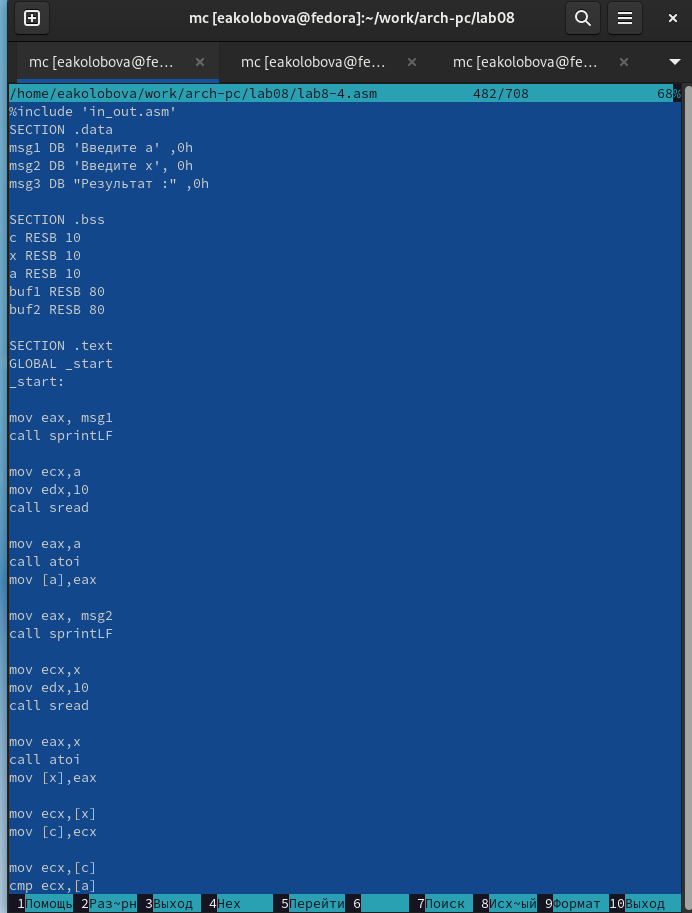 mc [eakolobova@fedora]:~/work/arch-pc/lab08
mc [eakolobova@fe... mc [eakolobova@fe... mc [eakolobova@fe...
/home/eakolobova/work/arch-pc/lab08/lab8-4.asm 482/708 68%
%include 'in_out.asm'
SECTION .data
msg1 DB 'Введите a' ,0h
msg2 DB 'Введите x', 0h
msg3 DB "Результат :" ,0h
SECTION .bss
c RESB 10
x RESB 10
a RESB 10
buf1 RESB 80
buf2 RESB 80
SECTION .text
GLOBAL _start
_start:
mov eax, msg1
call sprintLF
mov ecx,a
mov edx,10
call sread
mov eax,a
call atoi
mov [a],eax
mov eax, msg2
call sprintLF
mov ecx,x
mov edx,10
call sread
mov eax,x
call atoi
mov [x],eax
mov ecx,[x]
mov [c],ecx
mov ecx,[c]
cmp ecx,[a]
1Помощь 2Раз~рн 3Выход 4Hex 5Перейти 6 7Поиск 8Исх~ый 9Формат 10Выход